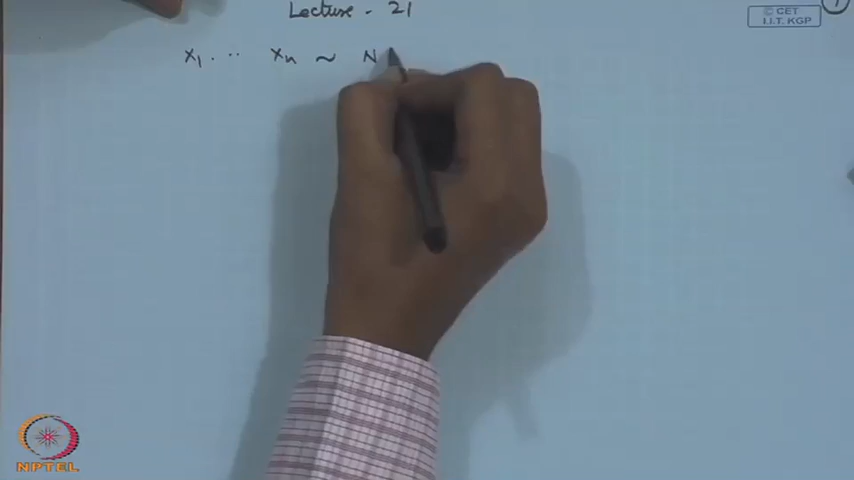 Lecture - 21
© CET
I.I.T. KGP
x₁ ... xₙ ~ N
NPTEL